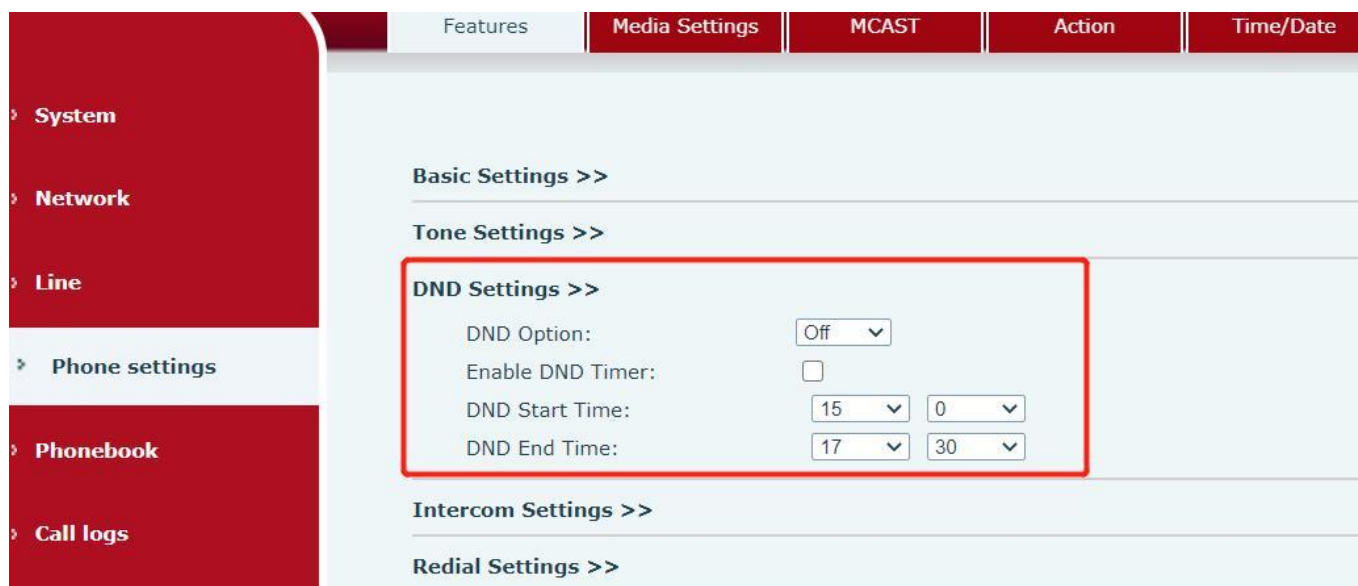 Features Media Settings MCAST Action Time/Date
System
Network
Line
Phone settings
Phonebook
Call logs
Basic Settings >>
Tone Settings >>
DND Settings >>
DND Option: Off
Enable DND Timer:
DND Start Time: 15 0
DND End Time: 17 30
Intercom Settings >>
Redial Settings >>